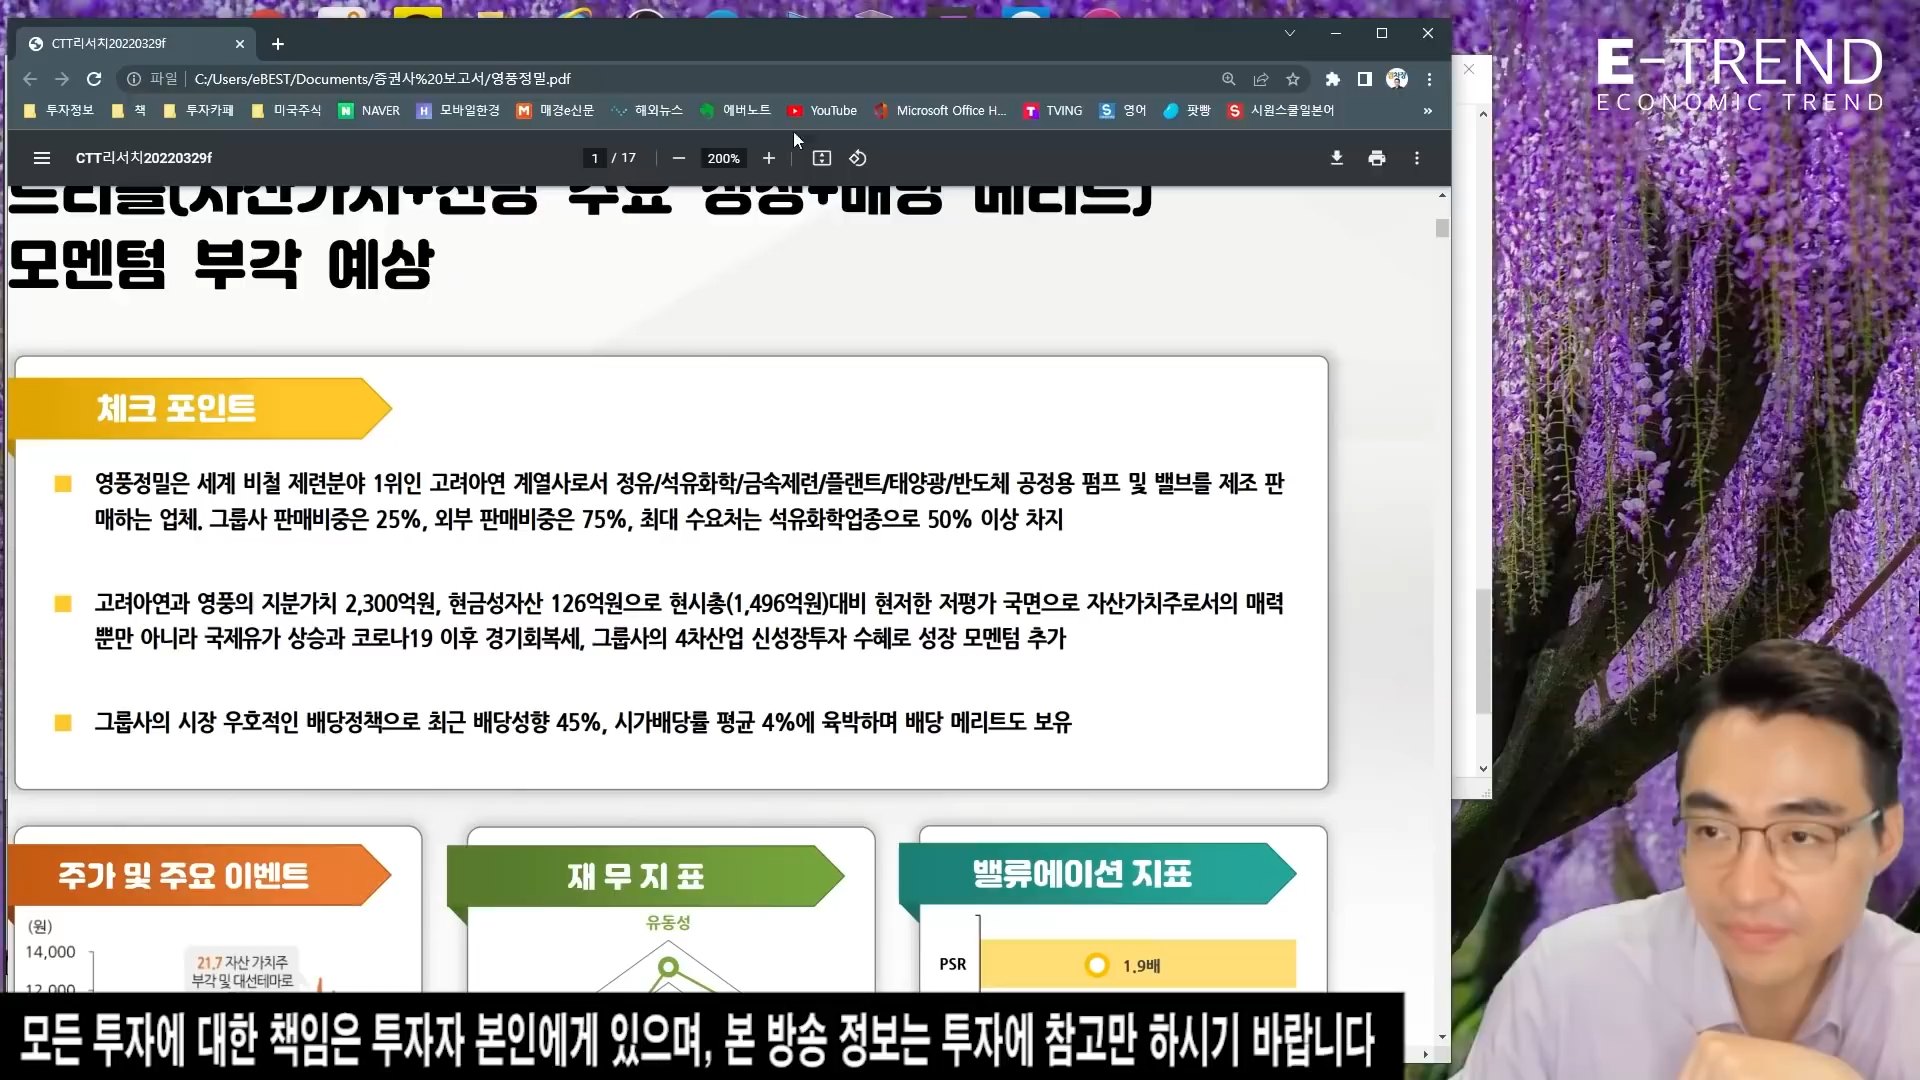 CTT리서치20220329f
E-TREND
ECONOMIC TREND
파일 C:/Users/eBEST/Documents/증권사%20보고서/영풍정밀.pdf
투자정보 책 투자카페 미국주식 NAVER 모바일한경 매경e신문 해외뉴스 에버노트 YouTube Microsoft Office H... TVING 영어 팟빵 시원스쿨일본어
CTT리서치20220329f 1 / 17 200%
트리플(자산가치+전방 수요 성장+배당 메리트)
모멘텀 부각 예상
체크 포인트
영풍정밀은 세계 비철 제련분야 1위인 고려아연 계열사로서 정유/석유화학/금속제련/플랜트/태양광/반도체 공정용 펌프 및 밸브를 제조 판
매하는 업체. 그룹사 판매비중은 25%, 외부 판매비중은 75%, 최대 수요처는 석유화학업종으로 50% 이상 차지
고려아연과 영풍의 지분가치 2,300억원, 현금성자산 126억원으로 현시총(1,496억원)대비 현저한 저평가 국면으로 자산가치주로서의 매력
뿐만 아니라 국제유가 상승과 코로나19 이후 경기회복세, 그룹사의 4차산업 신성장투자 수혜로 성장 모멘텀 추가
그룹사의 시장 우호적인 배당정책으로 최근 배당성향 45%, 시가배당률 평균 4%에 육박하며 배당 메리트도 보유
주가 및 주요 이벤트
재무지표
밸류에이션 지표
(원)
유동성
14,000
21.7 자산 가치주
부각 및 대선테마로
PSR 1.9배
12,000
모든 투자에 대한 책임은 투자자 본인에게 있으며, 본 방송 정보는 투자에 참고만 하시기 바랍니다